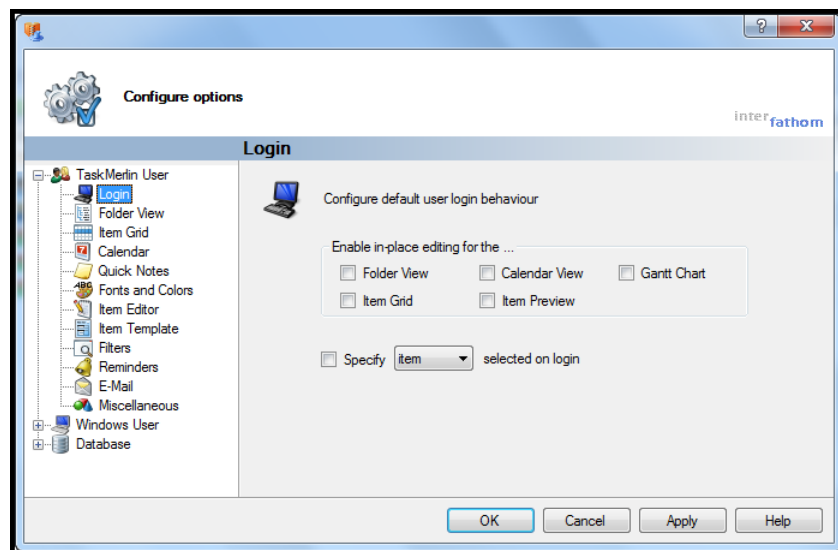 ?
X
Configure options
inter fathom
Login
TaskMerlin User
Login
Folder View
Item Grid
Calendar
Quick Notes
ABC
Fonts and Colors
Item Editor
Item Template
Filters
Reminders
E-Mail
Miscellaneous
Windows User
Database
Configure default user login behaviour
Enable in-place editing for the ...
Folder View Calendar View Gantt Chart
Item Grid Item Preview
Specify item selected on login
OK Cancel Apply Help